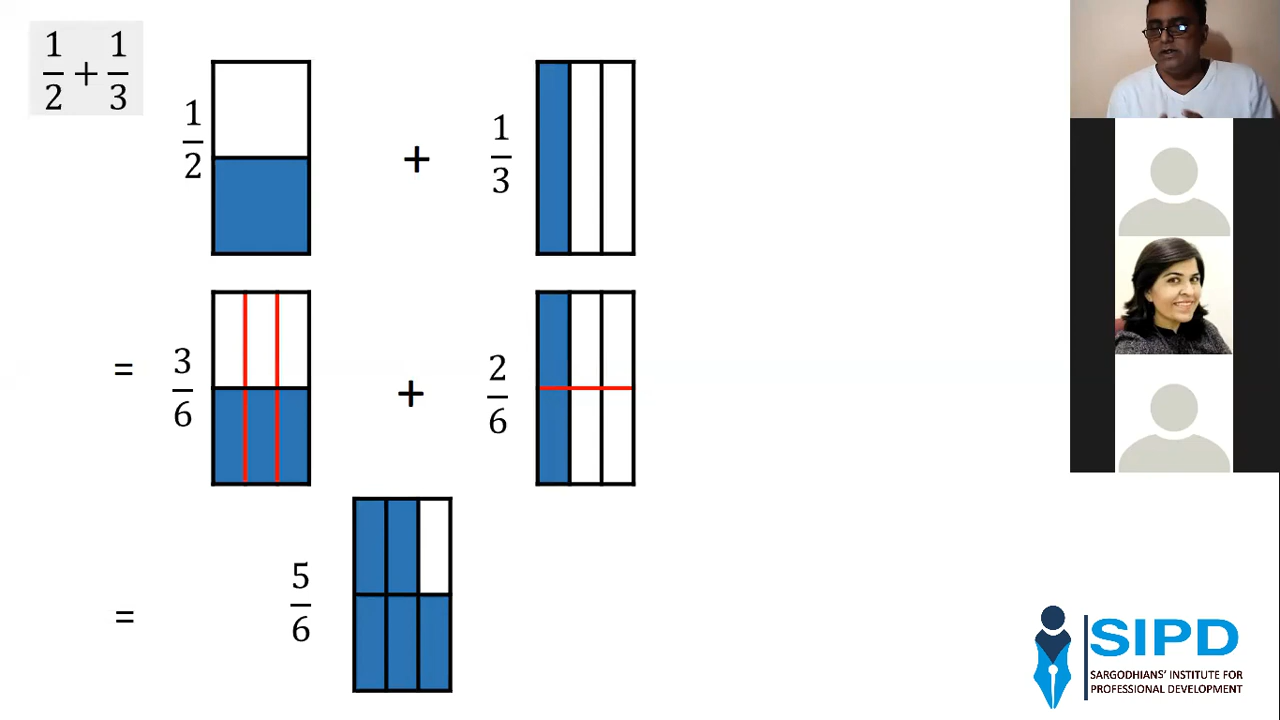 1/2 + 1/3
1/2 + 1/3
= 3/6 + 2/6
= 5/6
SIPD
SARGODHIANS' INSTITUTE FOR
PROFESSIONAL DEVELOPMENT